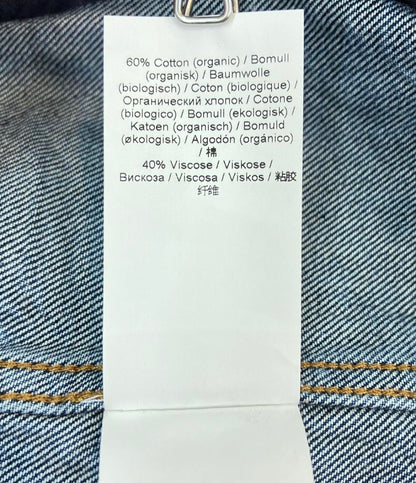 60% Cotton (organic) / Bomull
(organisk) / Baumwolle
(biologisch) / Coton (biologique) /
Органический хлопок / Cotone
(biologico) / Bomull (ekologisk) /
Katoen (organisch) / Bomuld
(økologisk) / Algodón (orgánico)
/ 棉
40% Viscose / Viskose /
Вискоза / Viscosa / Viskos / 粘胶
纤维